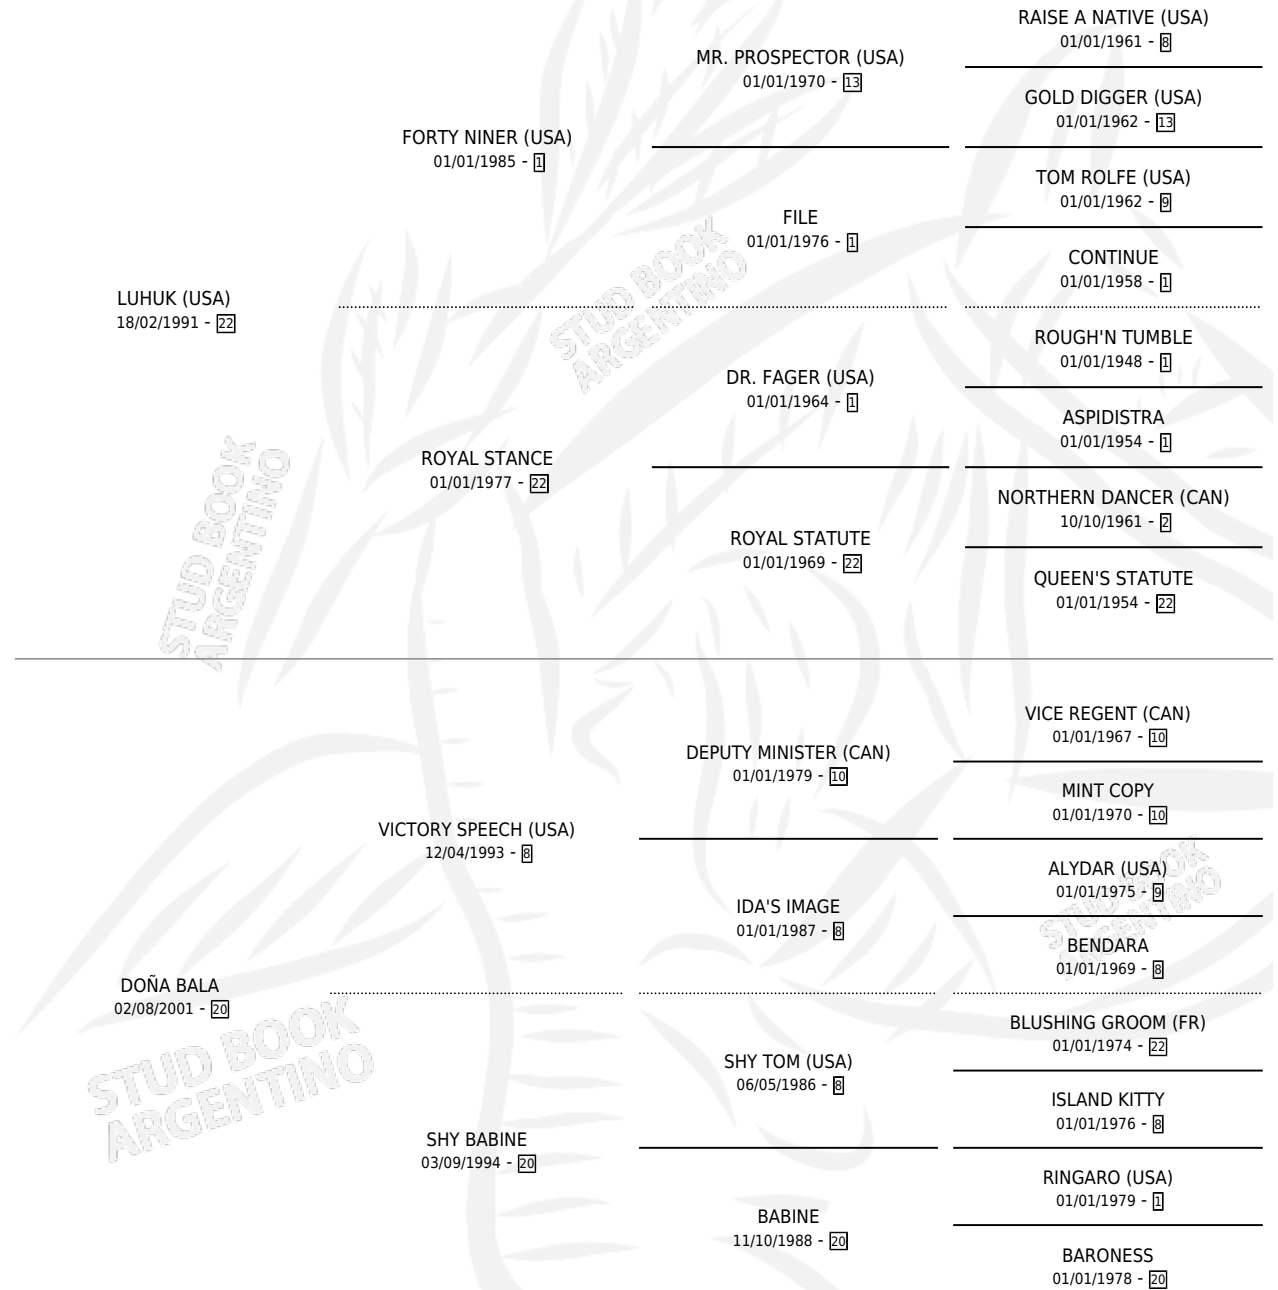 RAISE A NATIVE (USA)
01/01/1961 - 8
MR. PROSPECTOR (USA)
01/01/1970 - 13
GOLD DIGGER (USA)
01/01/1962 - 13
FORTY NINER (USA)
01/01/1985 - 1
TOM ROLFE (USA)
01/01/1962 - 9
FILE
01/01/1976 - 1
CONTINUE
01/01/1958 - 1
LUHUK (USA)
18/02/1991 - 22
ROUGH'N TUMBLE
01/01/1948 - 1
DR. FAGER (USA)
01/01/1964 - 1
ASPIDISTRA
01/01/1954 - 1
ROYAL STANCE
01/01/1977 - 22
NORTHERN DANCER (CAN)
10/10/1961 - 2
ROYAL STATUTE
01/01/1969 - 22
QUEEN'S STATUTE
01/01/1954 - 22
VICE REGENT (CAN)
01/01/1967 - 10
DEPUTY MINISTER (CAN)
01/01/1979 - 10
MINT COPY
01/01/1970 - 10
VICTORY SPEECH (USA)
12/04/1993 - 8
ALYDAR (USA)
01/01/1975 - 9
IDA'S IMAGE
01/01/1987 - 8
BENDARA
01/01/1969 - 8
DOÑA BALA
02/08/2001 - 20
BLUSHING GROOM (FR)
01/01/1974 - 22
SHY TOM (USA)
06/05/1986 - 8
ISLAND KITTY
01/01/1976 - 8
SHY BABINE
03/09/1994 - 20
RINGARO (USA)
01/01/1979 - 1
BABINE
11/10/1988 - 20
BARONESS
01/01/1978 - 20
STUD BOOK
ARGENTINO
STUD BOOK
ARGENTINO
STUD BOOK
ARGENTINO
STUD BOOK
ARGENTINO